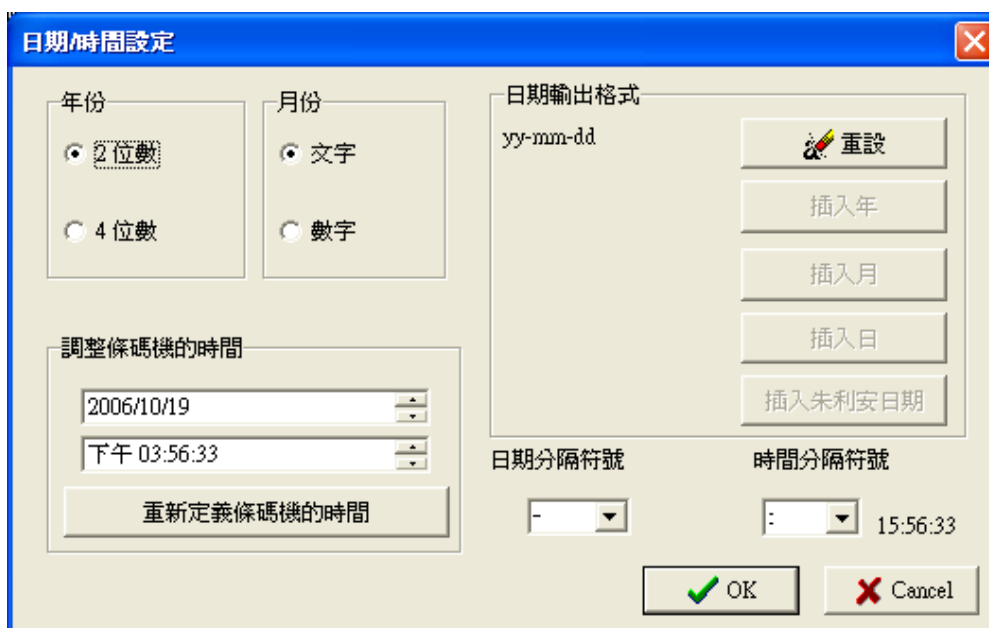 日期/時間設定
年份
2 位數
4 位數
月份
文字
數字
日期輸出格式
yy-mm-dd
重設
插入年
插入月
插入日
插入朱利安日期
調整條碼機的時間
2006/10/19
下午 03:56:33
重新定義條碼機的時間
日期分隔符號
-
時間分隔符號
:
15:56:33
OK
Cancel